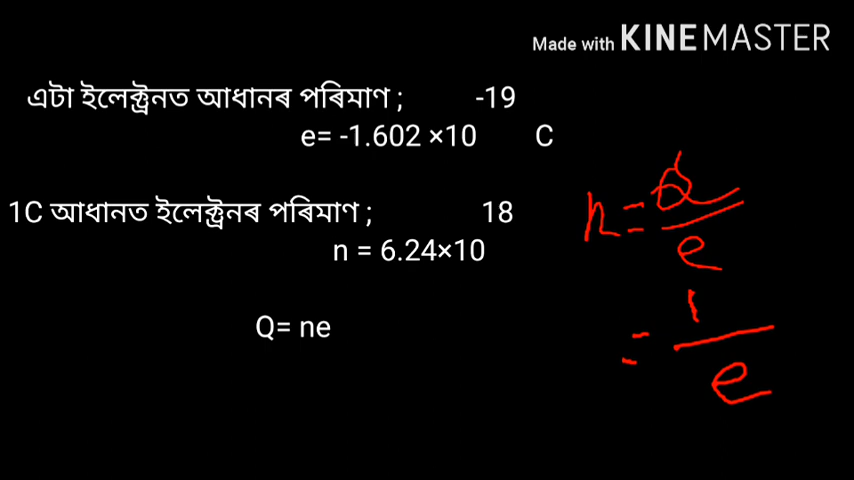 Made with KINEMASTER
এটা ইলেক্ট্ৰনত আধানৰ পৰিমাণ ; -19
e= -1.602 ×10 C
1C আধানত ইলেক্ট্ৰনৰ পৰিমাণ ; 18
n = 6.24×10
Q= ne
n = Q
e
= 1
e